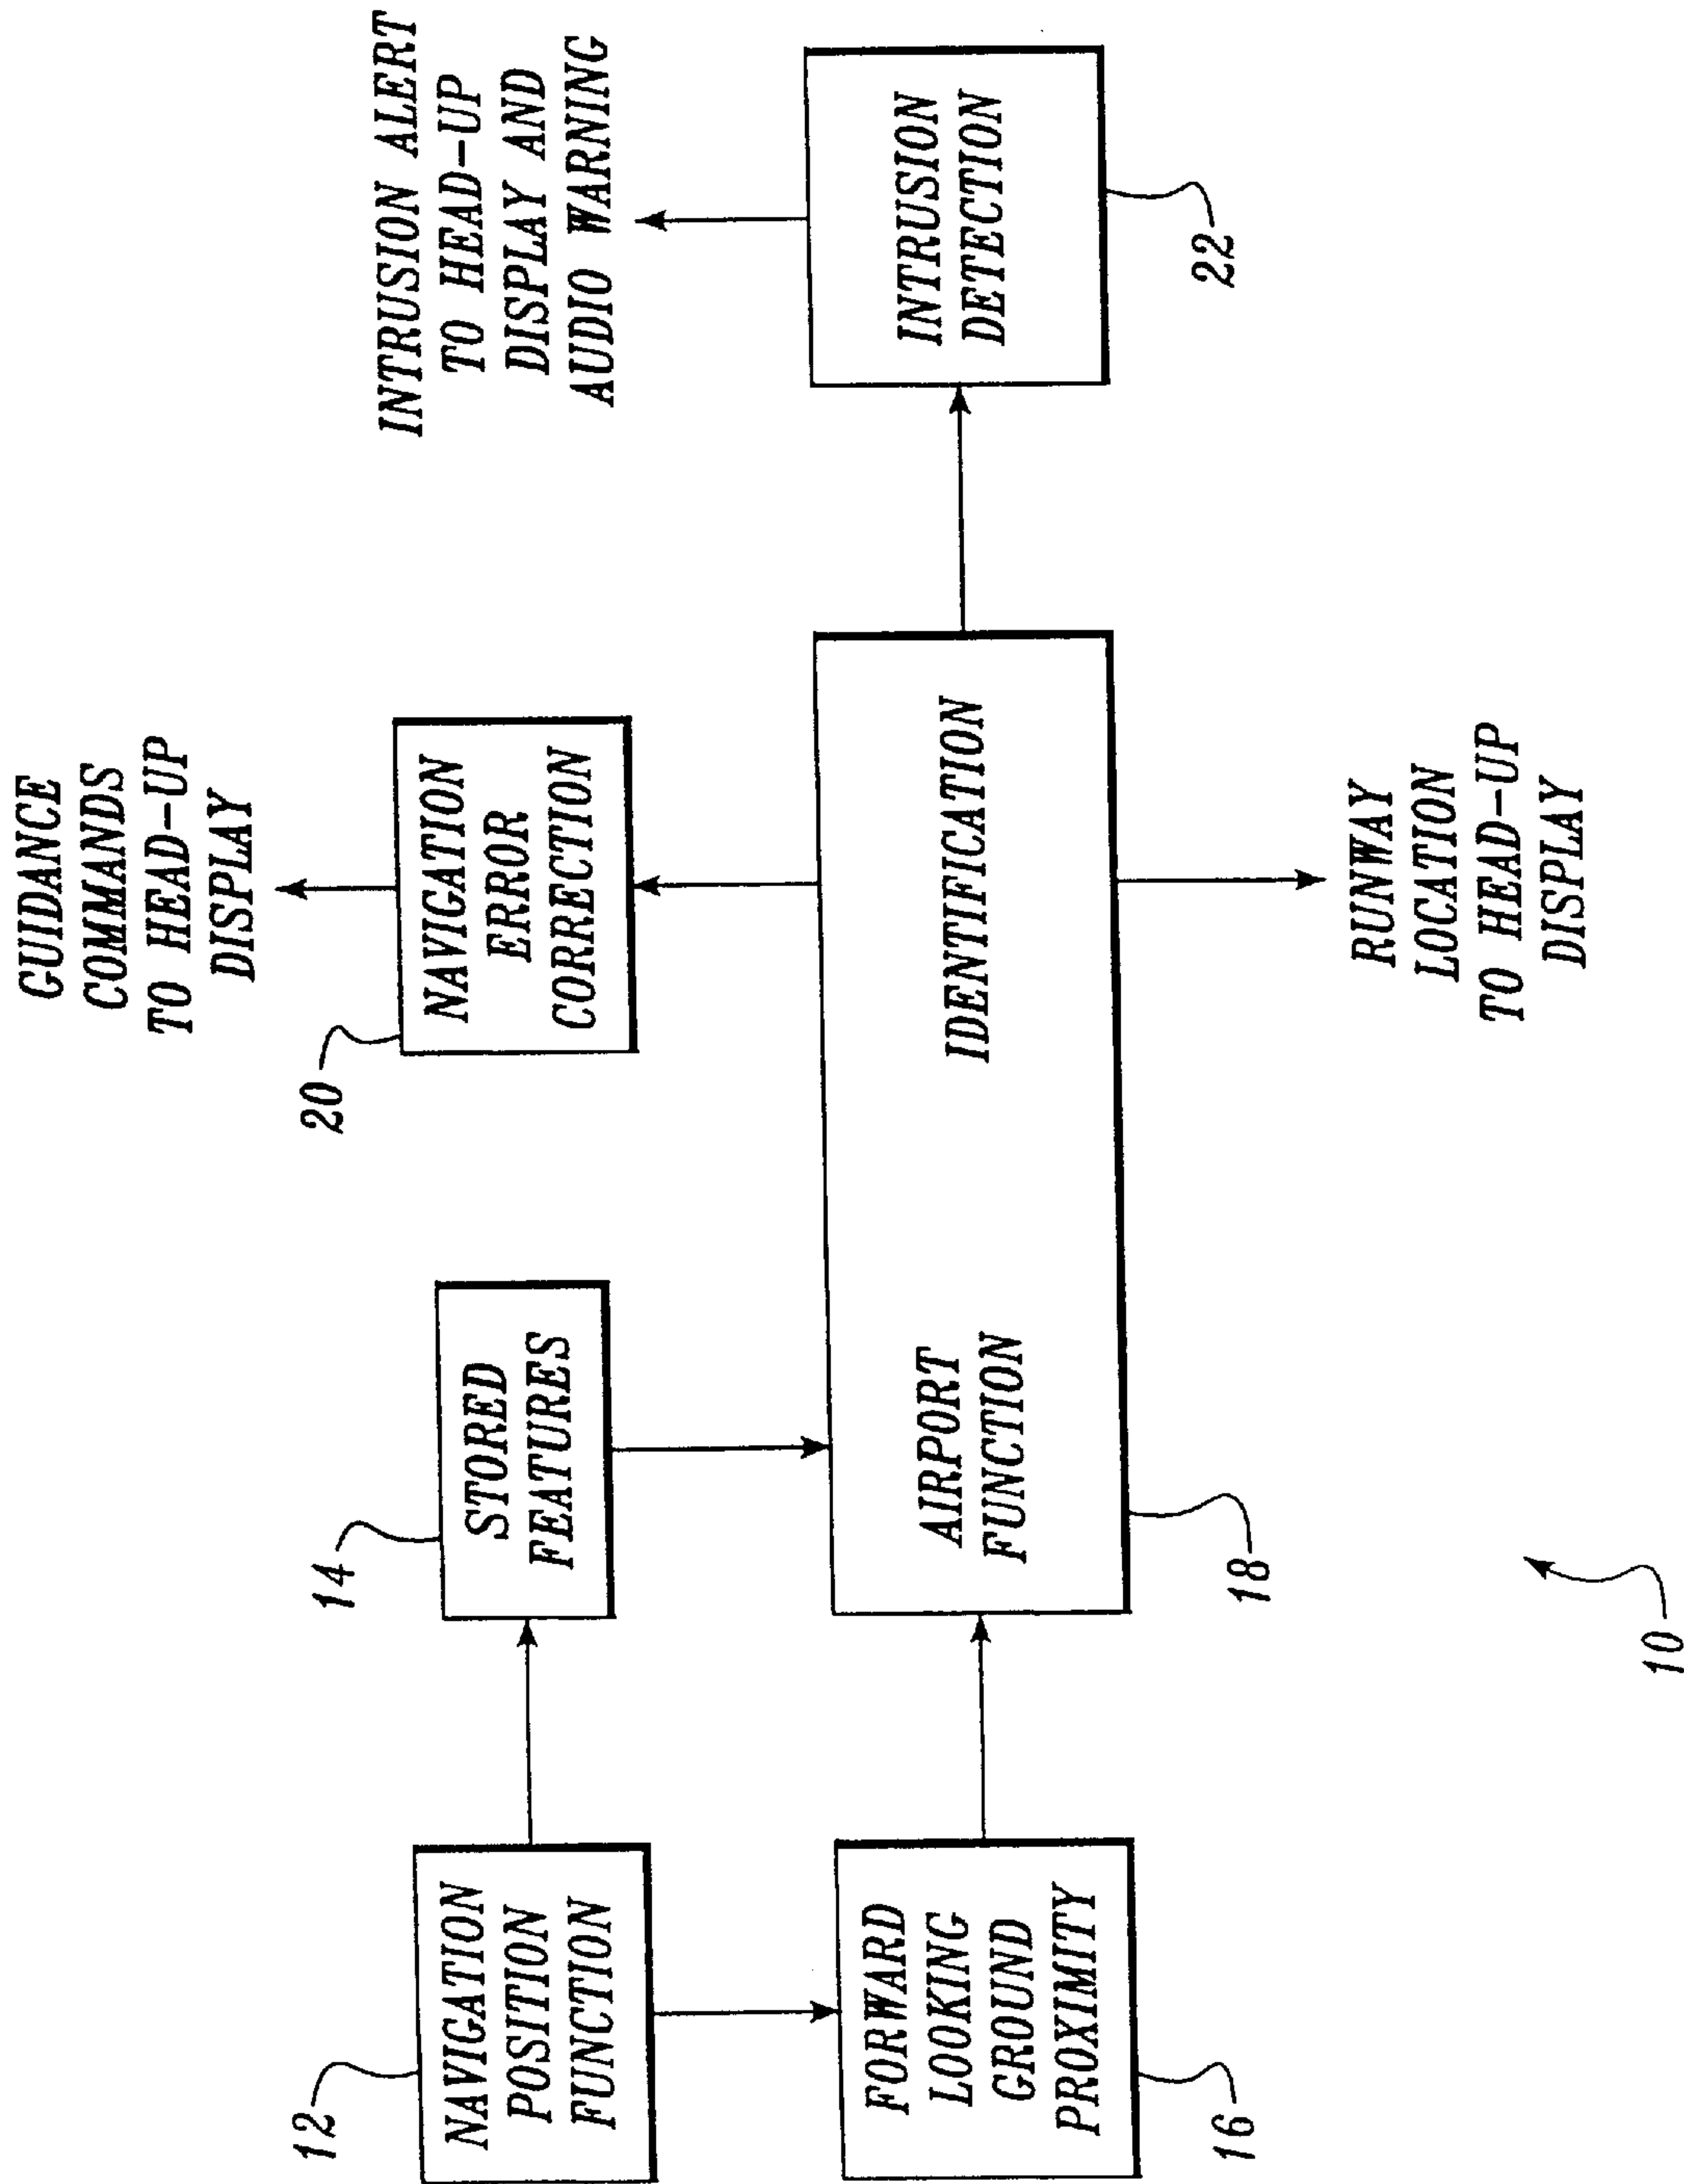 GUIDANCE
COMMANDS
TO HEAD-UP
DISPLAY
INTRUSION ALERT
TO HEAD-UP
DISPLAY AND
AUDIO WARNING
12
NAVIGATION
POSITION
FUNCTION
14
STORED
FEATURES
20
NAVIGATION
ERROR
CORRECTION
FORWARD
LOOKING
GROUND
PROXIMITY
16
AIRPORT
FUNCTION
IDENTIFICATION
18
INTRUSION
DETECTION
22
RUNWAY
LOCATION
TO HEAD-UP
DISPLAY
10